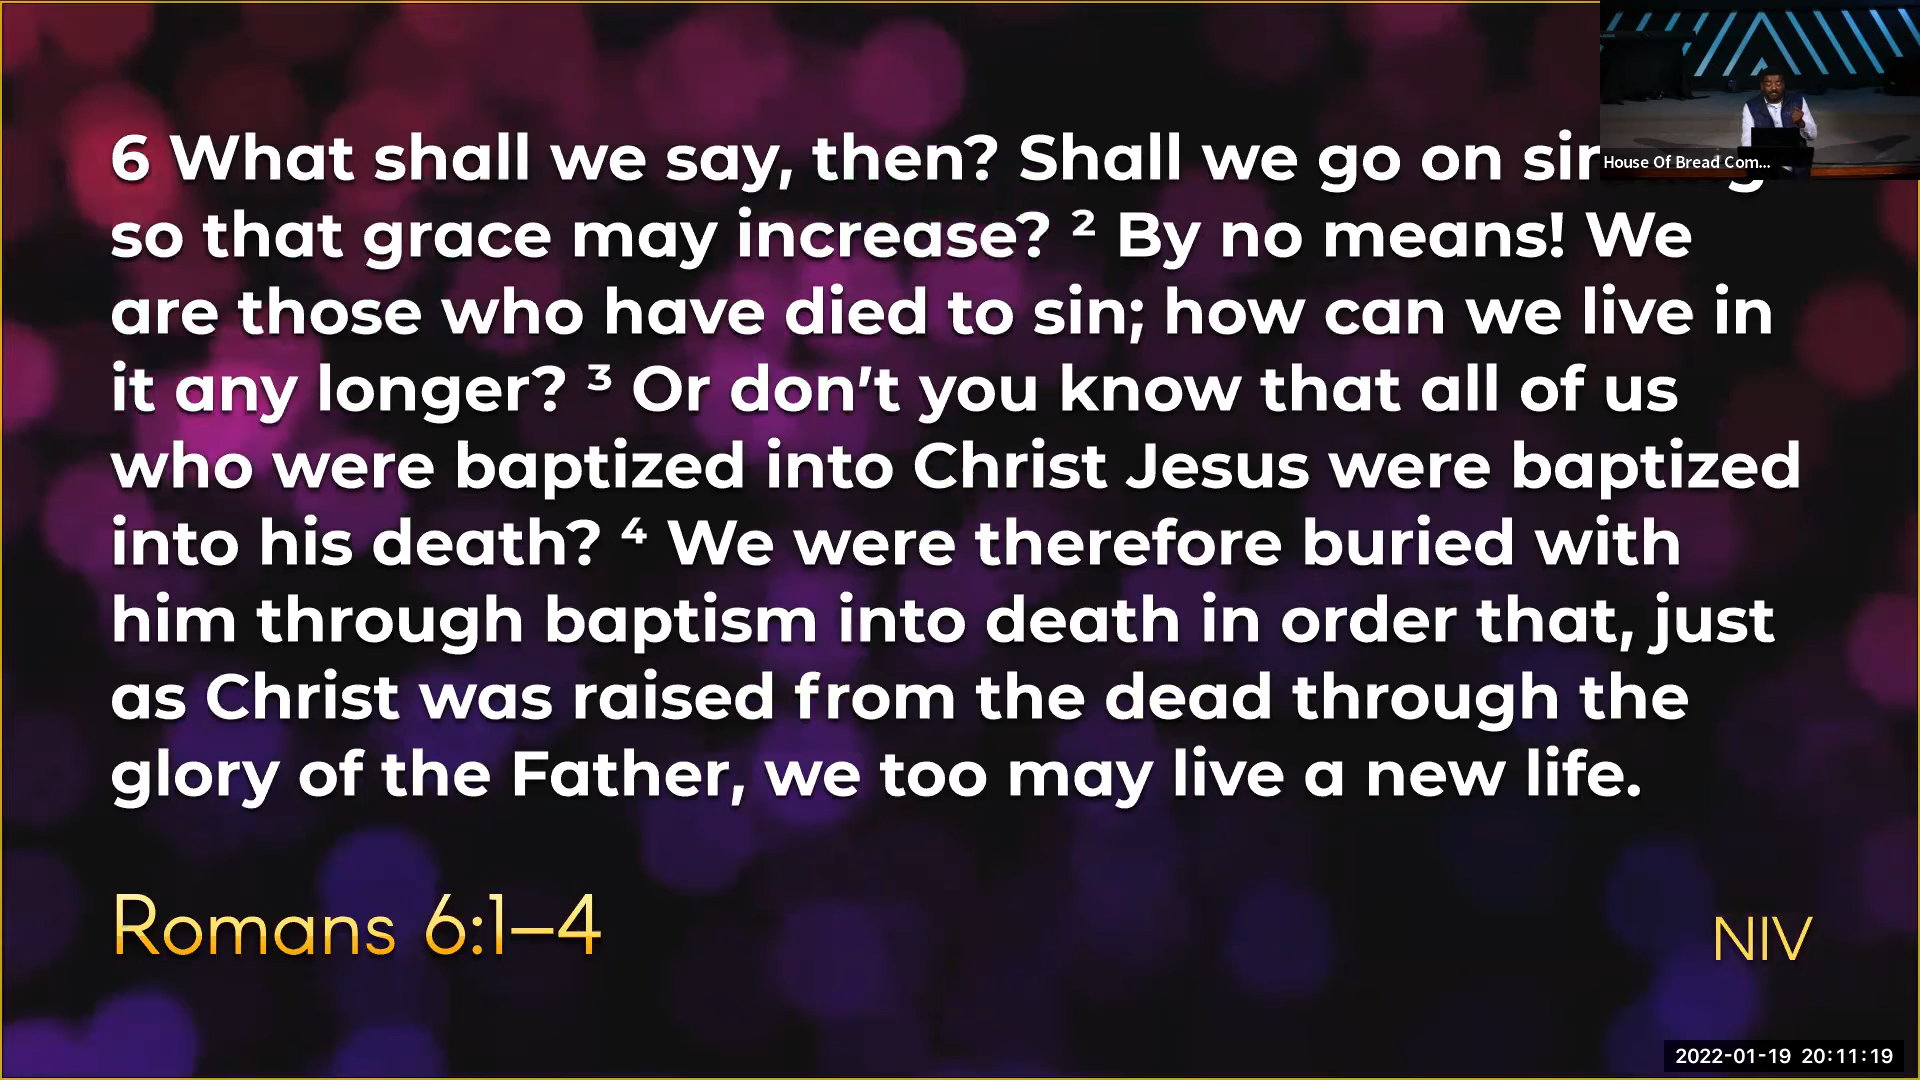 6 What shall we say, then? Shall we go on
so that grace may increase? ² By no means! We
are those who have died to sin; how can we live in
it any longer? ³ Or don’t you know that all of us
who were baptized into Christ Jesus were baptized
into his death? ⁴ We were therefore buried with
him through baptism into death in order that, just
as Christ was raised from the dead through the
glory of the Father, we too may live a new life.
Romans 6:1–4
NIV
House Of Bread Com...
2022-01-19 20:11:19